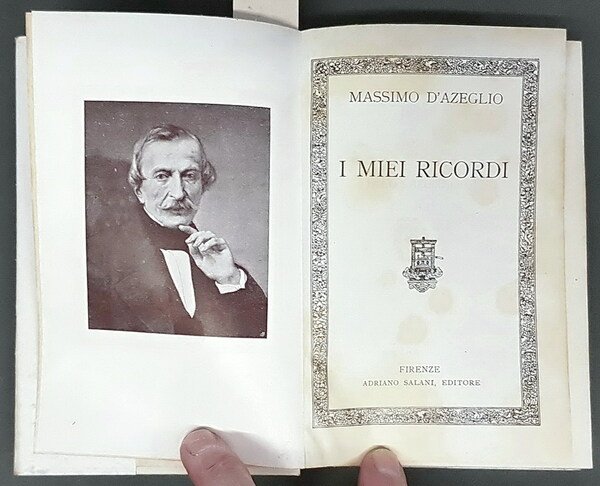 MASSIMO D'AZEGLIO
I MIEI RICORDI
FIRENZE
ADRIANO SALANI, EDITORE